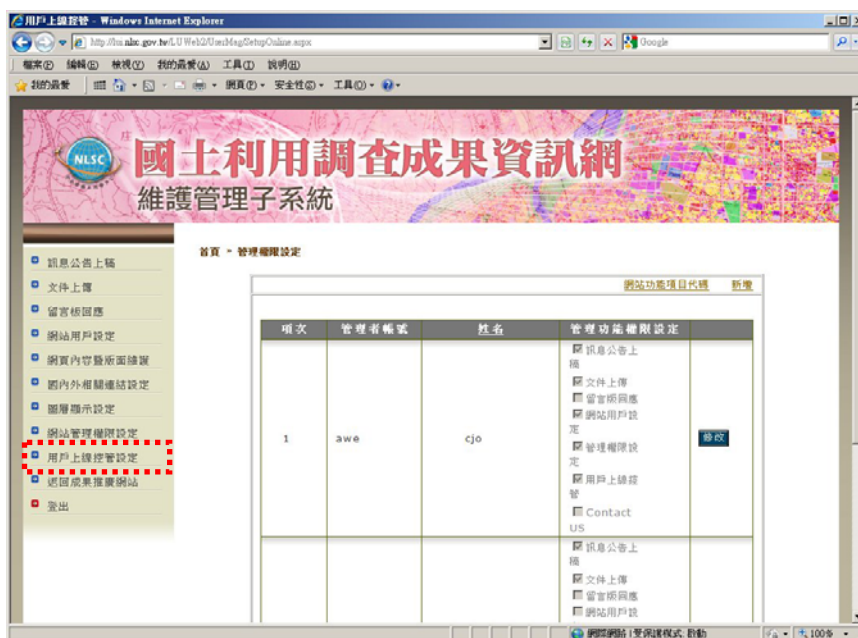 用戶上線控管 - Windows Internet Explorer
http://lui.nlsc.gov.tw/LUWeb2/UserMag/SetupOnline.aspx
Google
檔案(F) 編輯(E) 檢視(V) 我的最愛(A) 工具(T) 說明(H)
我的最愛
網頁(P) 安全性(S) 工具(O)
NLSC
國土利用調查成果資訊網
維護管理子系統
首頁 > 管理權限設定
訊息公告上稿
文件上傳
留言板回應
網站用戶設定
網頁內容暨版面維護
國內外相關連結設定
圖層顯示設定
網站管理權限設定
用戶上線控管設定
返回成果推廣網站
登出
網站功能項目代碼 新增
項次 管理者帳號 姓名 管理功能權限設定
1 awe cjo
訊息公告上
稿
文件上傳
留言版回應
網站用戶設
定
管理權限設
定
用戶上線控
管
Contact
US
修改
訊息公告上
稿
文件上傳
留言版回應
網站用戶設
網際網路 | 受保護模式: 啟動
100%